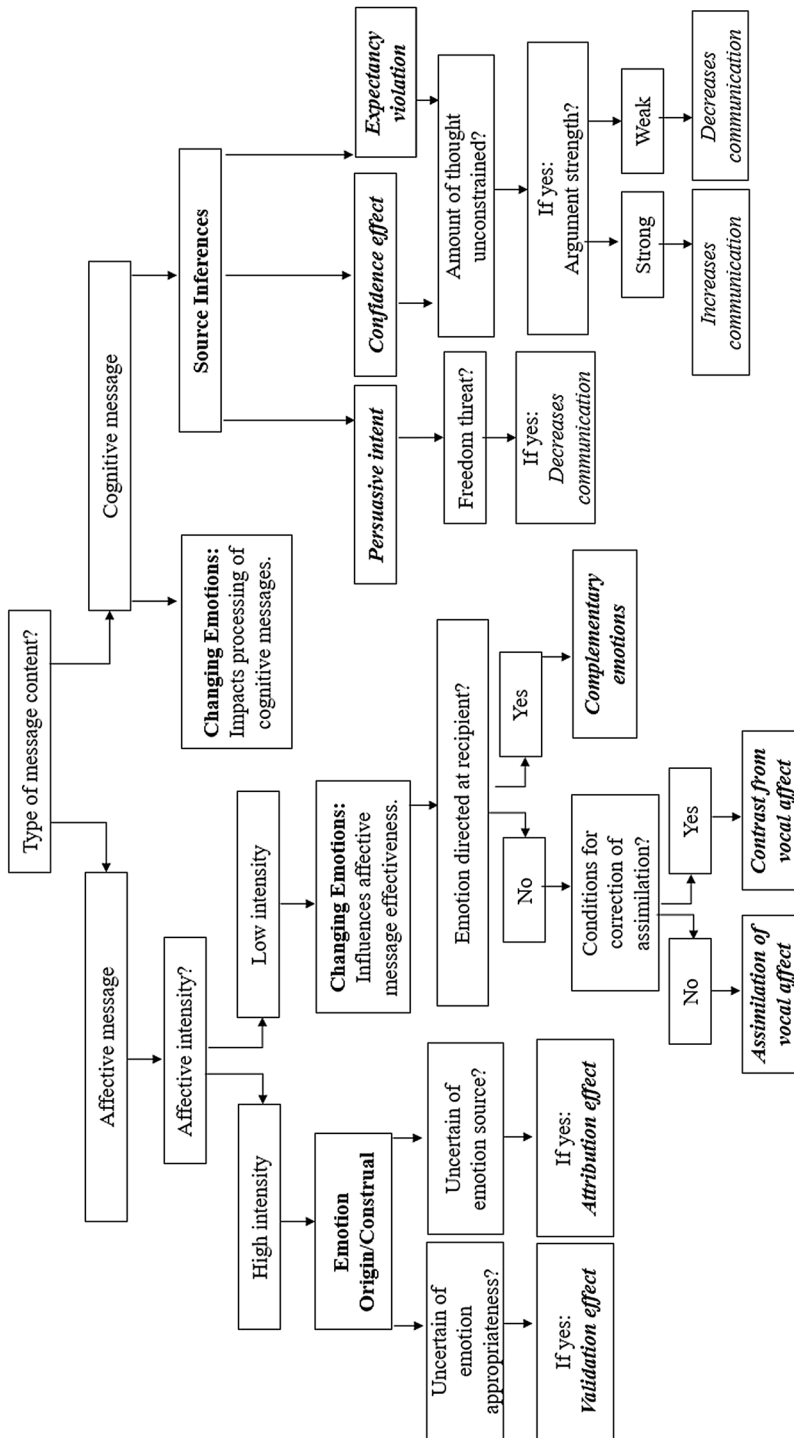 Type of message content?
Affective message
Cognitive message
Affective intensity?
Changing Emotions:
Impacts processing of
cognitive messages.
Source Inferences
High intensity
Low intensity
Emotion
Origin/Construal
Changing Emotions:
Influences affective
message effectiveness.
Persuasive intent
Confidence effect
Expectancy
violation
Uncertain of
emotion
appropriateness?
Uncertain of
emotion source?
Emotion directed at recipient?
Freedom threat?
Amount of thought
unconstrained?
If yes:
Validation effect
If yes:
Attribution effect
No
Yes
If yes:
Decreases
communication
If yes:
Argument strength?
Conditions for
correction of
assimilation?
Complementary
emotions
Strong
Weak
No
Yes
Increases
communication
Decreases
communication
Assimilation of
vocal affect
Contrast from
vocal affect